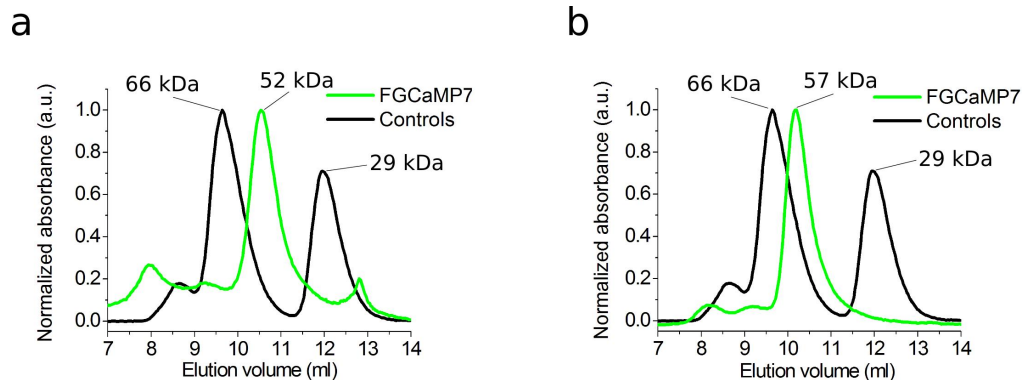 a
66 kDa
52 kDa
FGCaMP7
Controls
29 kDa
Normalized absorbance (a.u.)
1.0
0.8
0.6
0.4
0.2
0.0
7 8 9 10 11 12 13 14
Elution volume (ml)
b
66 kDa
57 kDa
FGCaMP7
Controls
29 kDa
Normalized absorbance (a.u.)
1.0
0.8
0.6
0.4
0.2
0.0
7 8 9 10 11 12 13 14
Elution volume (ml)